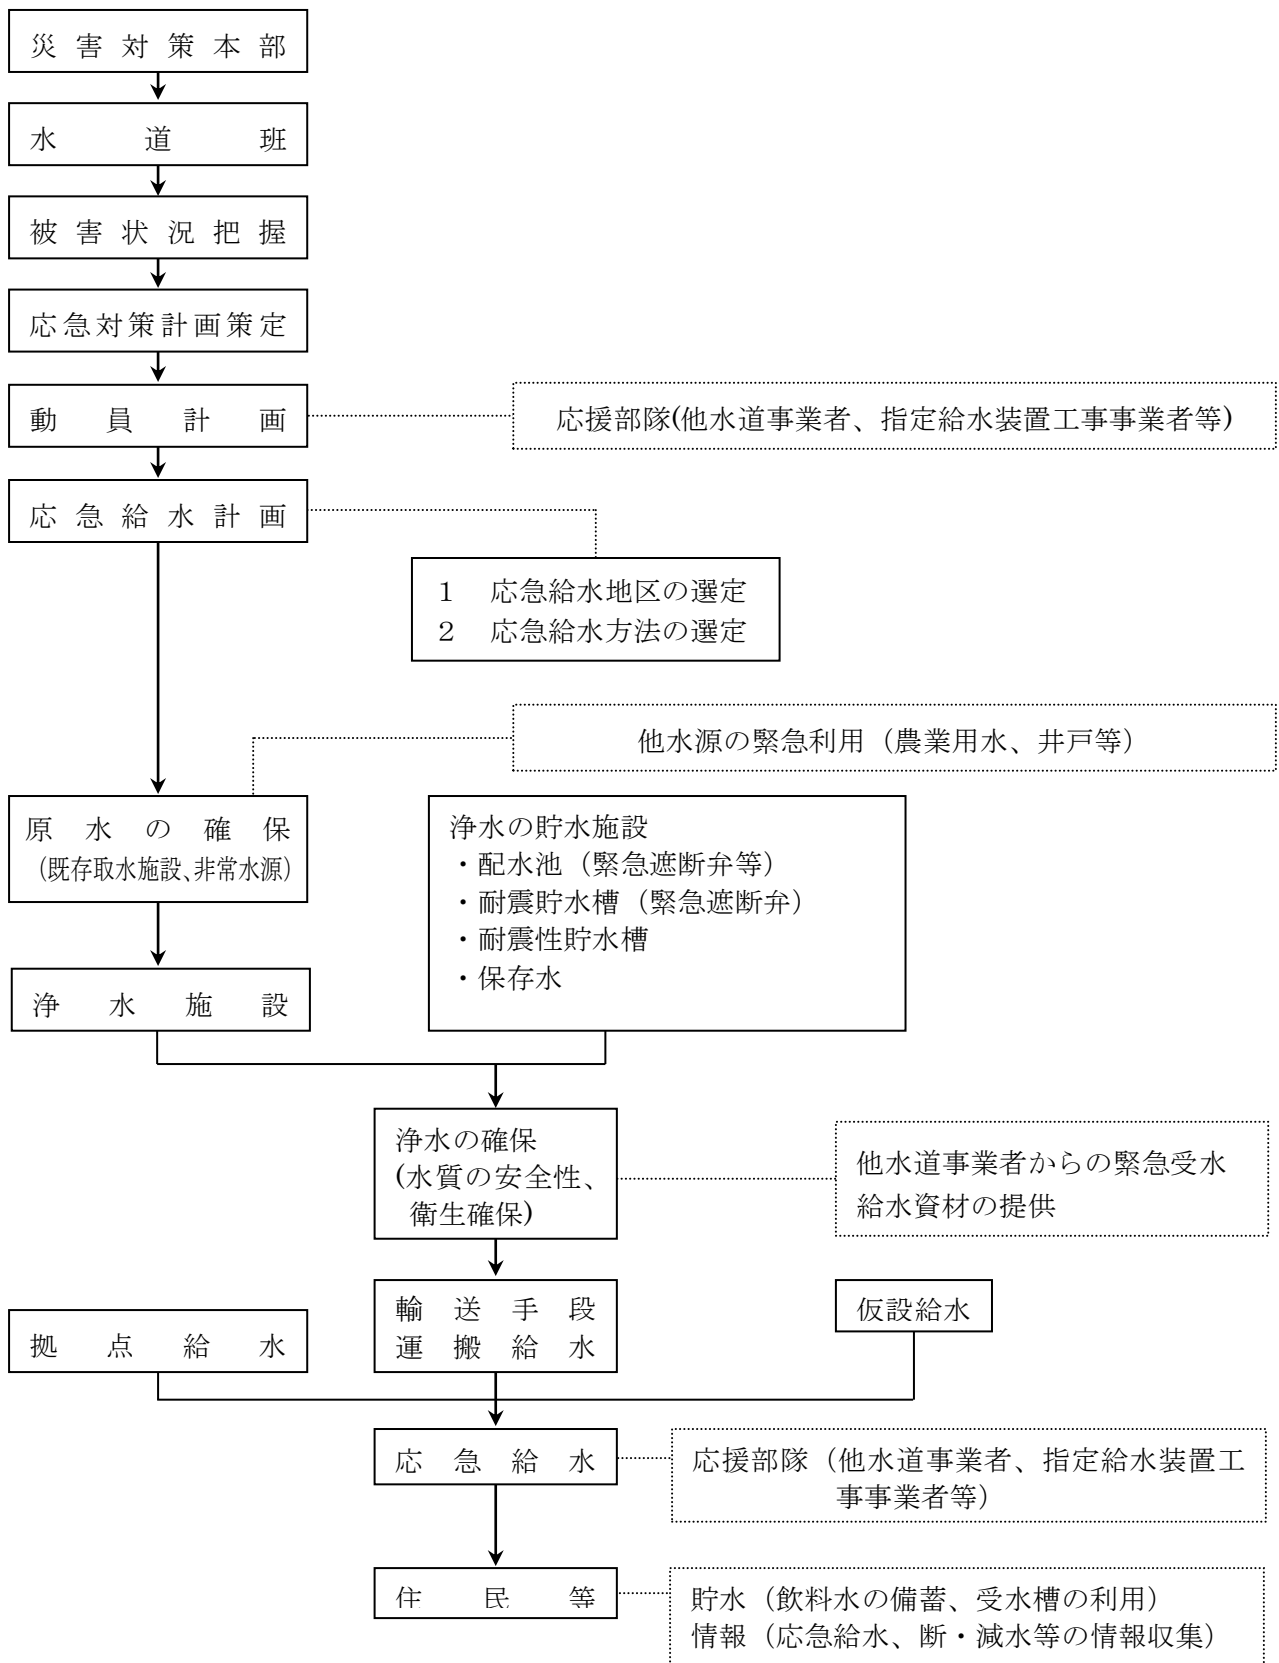 災害対策本部
水道班
被害状況把握
応急対策計画策定
動員計画
応援部隊(他水道事業者、指定給水装置工事事業者等)
応急給水計画
１　応急給水地区の選定
２　応急給水方法の選定
他水源の緊急利用（農業用水、井戸等）
原水の確保
（既存取水施設、非常水源）
浄水の貯水施設
・配水池（緊急遮断弁等）
・耐震貯水槽（緊急遮断弁）
・耐震性貯水槽
・保存水
浄水施設
浄水の確保
(水質の安全性、
衛生確保)
他水道事業者からの緊急受水
給水資材の提供
拠点給水
輸送手段
運搬給水
仮設給水
応急給水
応援部隊（他水道事業者、指定給水装置工
事事業者等）
住民等
貯水（飲料水の備蓄、受水槽の利用）
情報（応急給水、断・減水等の情報収集）